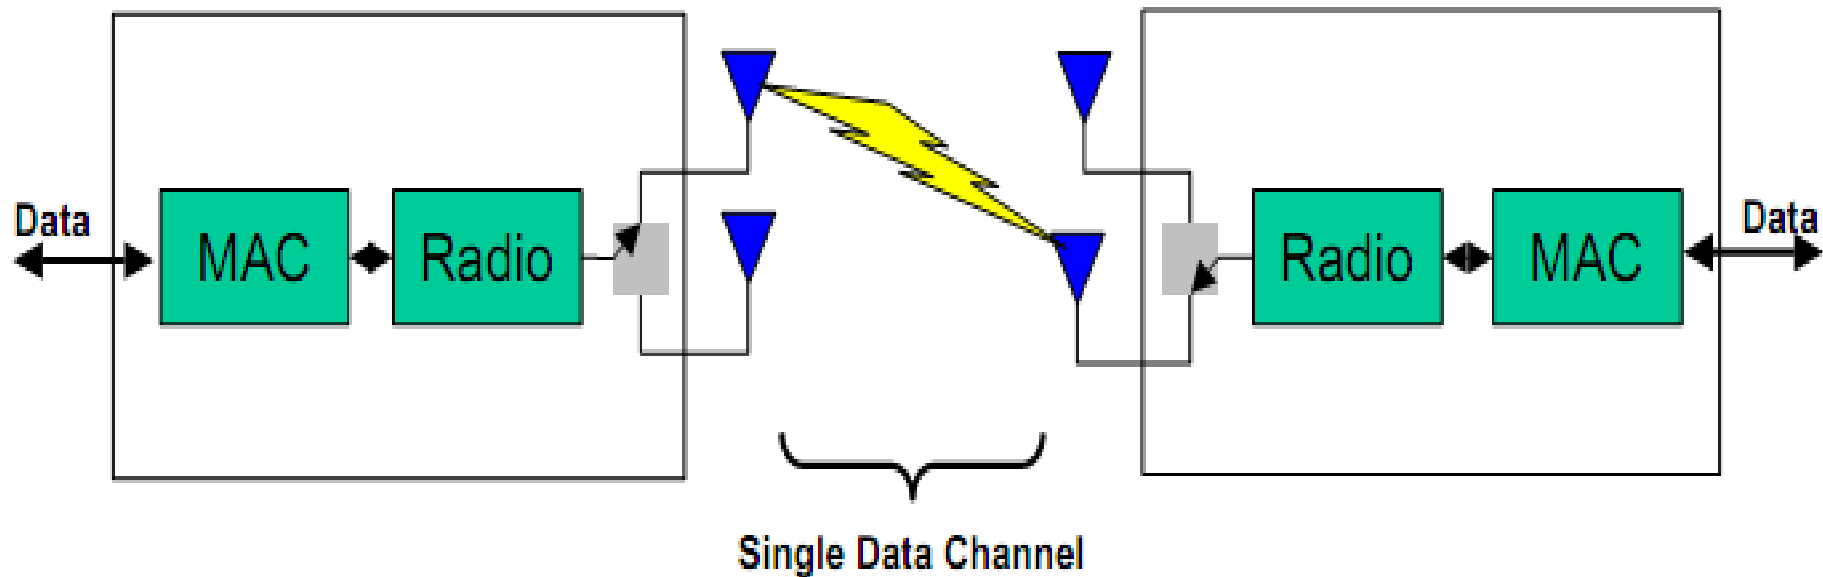 Data
MAC
Radio
Radio
MAC
Data
Single Data Channel